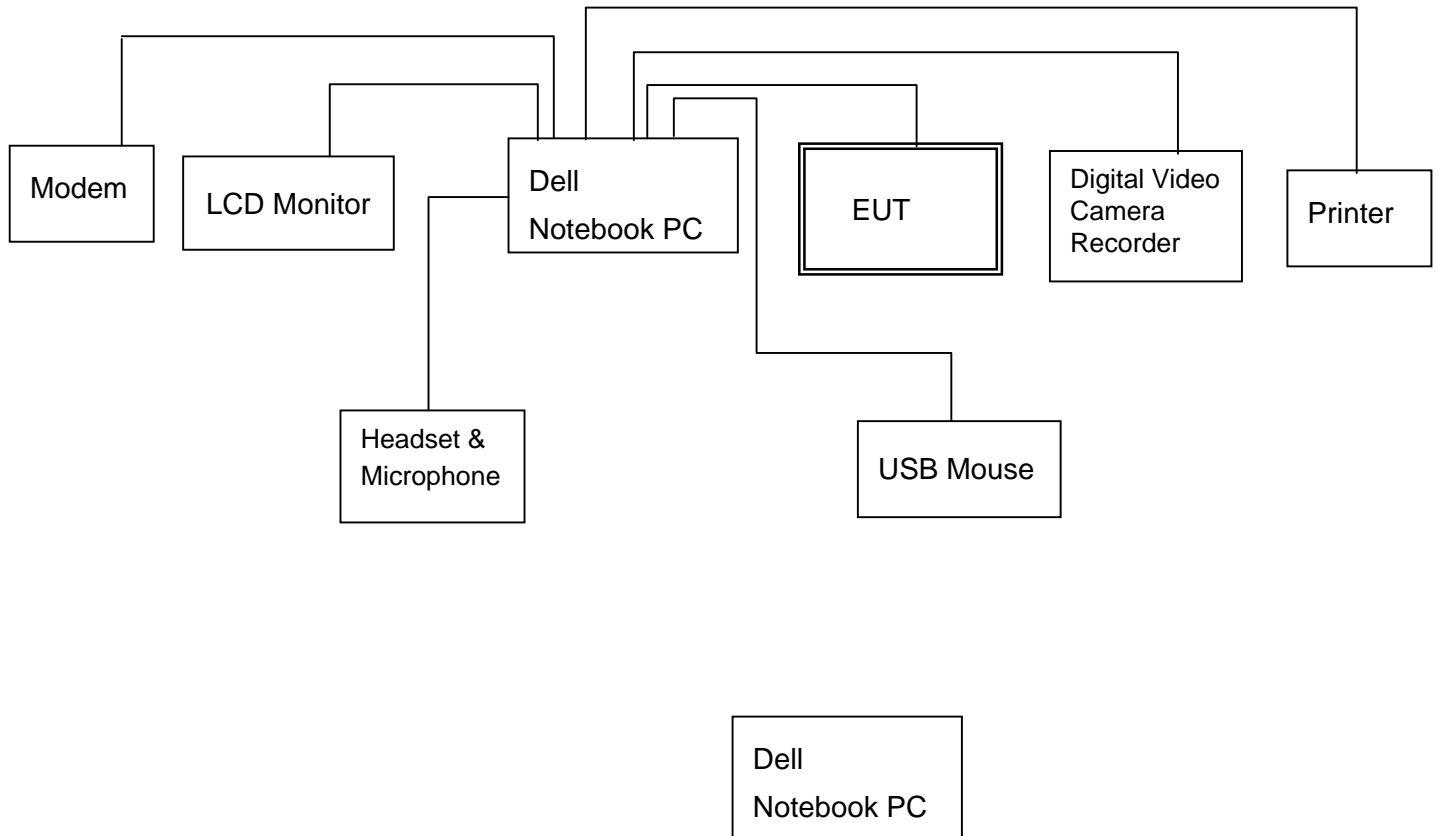 Modem
LCD Monitor
Dell
Notebook PC
EUT
Digital Video
Camera
Recorder
Printer
Headset &
Microphone
USB Mouse
Dell
Notebook PC